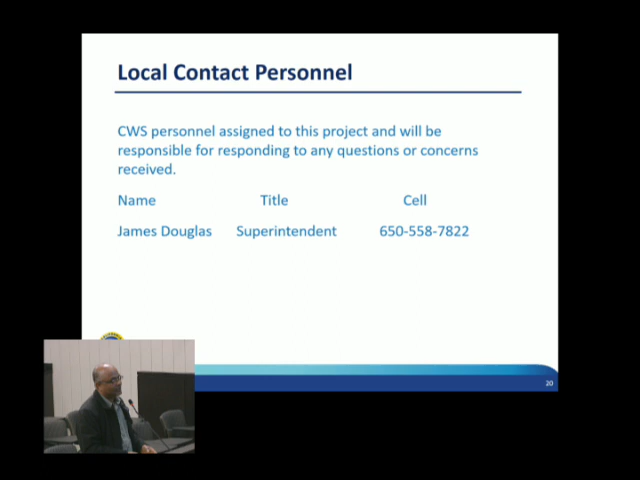 Local Contact Personnel
CWS personnel assigned to this project and will be
responsible for responding to any questions or concerns
received.
Name Title Cell
James Douglas Superintendent 650-558-7822
20